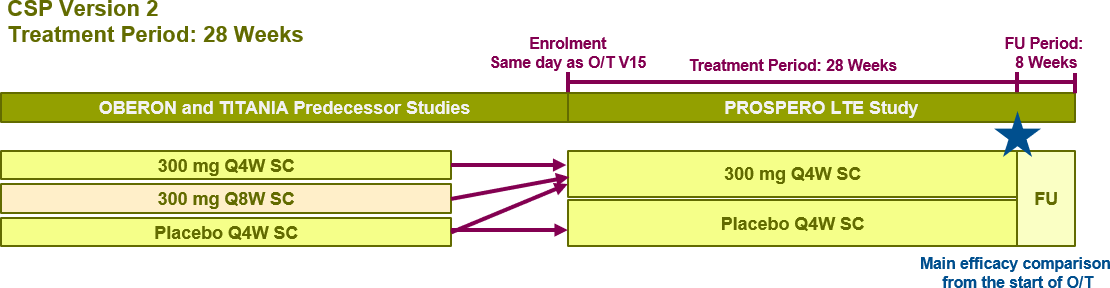 CSP Version 2
Treatment Period: 28 Weeks
Enrolment
Same day as O/T V15
Treatment Period: 28 Weeks
FU Period:
8 Weeks
OBERON and TITANIA Predecessor Studies
PROSPERO LTE Study
300 mg Q4W SC
300 mg Q8W SC
Placebo Q4W SC
300 mg Q4W SC
Placebo Q4W SC
FU
Main efficacy comparison
from the start of O/T